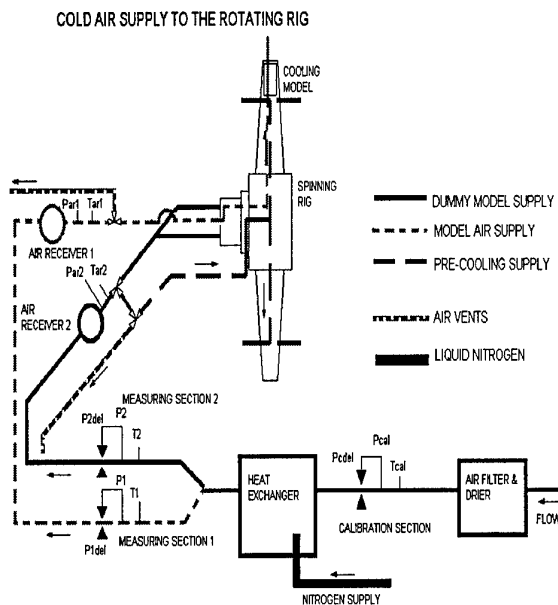 COLD AIR SUPPLY TO THE ROTATING RIG
COOLING
MODEL
SPINNING
RIG
Par1 Tar1
AIR RECEIVER 1
Par2 Tar2
AIR
RECEIVER 2
DUMMY MODEL SUPPLY
MODEL AIR SUPPLY
PRE-COOLING SUPPLY
AIR VENTS
LIQUID NITROGEN
MEASURING SECTION 2
P2del P2
T2
P1
T1
P1del
MEASURING SECTION 1
HEAT
EXCHANGER
Pcdel Pcal
Tcal
CALIBRATION SECTION
AIR FILTER &
DRIER
FLOW
NITROGEN SUPPLY